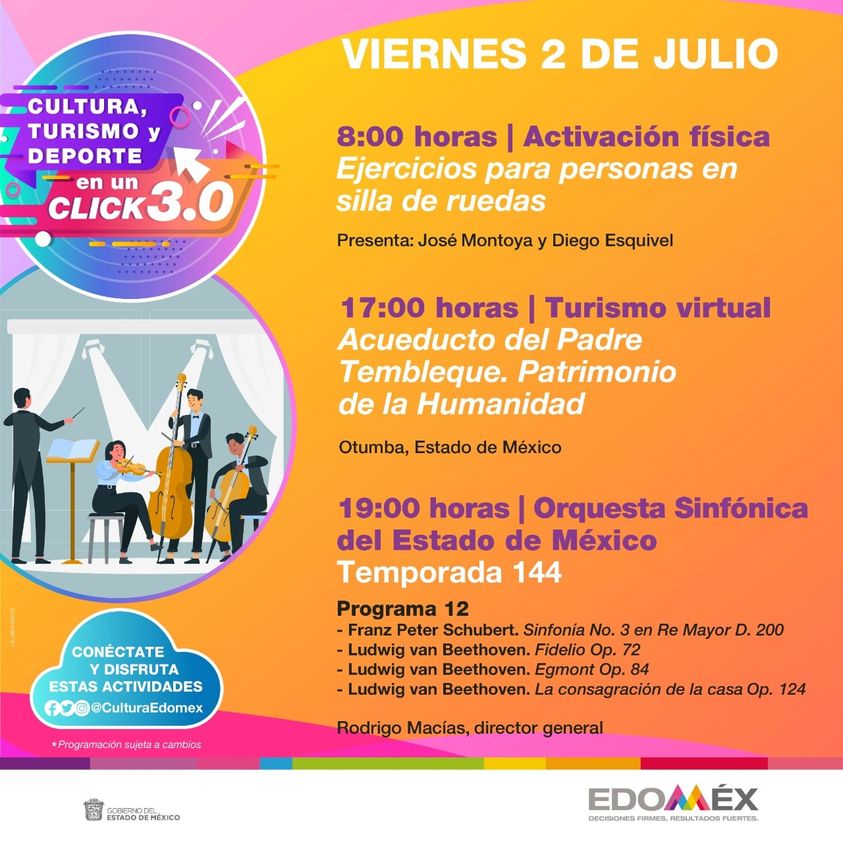 VIERNES 2 DE JULIO
CULTURA,
TURISMO y
DEPORTE
en un
CLICK 3.0
8:00 horas | Activación física
Ejercicios para personas en
silla de ruedas
Presenta: José Montoya y Diego Esquivel
17:00 horas | Turismo virtual
Acueducto del Padre
Tembleque. Patrimonio
de la Humanidad
Otumba, Estado de México
19:00 horas | Orquesta Sinfónica
del Estado de México
Temporada 144
Programa 12
- Franz Peter Schubert. Sinfonía No. 3 en Re Mayor D. 200
- Ludwig van Beethoven. Fidelio Op. 72
- Ludwig van Beethoven. Egmont Op. 84
- Ludwig van Beethoven. La consagración de la casa Op. 124
Rodrigo Macías, director general
CONÉCTATE
Y DISFRUTA
ESTAS ACTIVIDADES
@CulturaEdomex
*Programación sujeta a cambios
GOBIERNO DEL
ESTADO DE MÉXICO
EDOMÉX
DECISIONES FIRMES, RESULTADOS FUERTES.